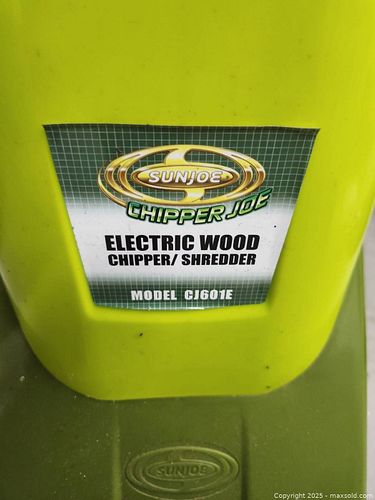 SUNJOE
CHIPPER JOE
ELECTRIC WOOD
CHIPPER/ SHREDDER
MODEL CJ601E
SUNJOE
Copyright 2025 - maxsold.com